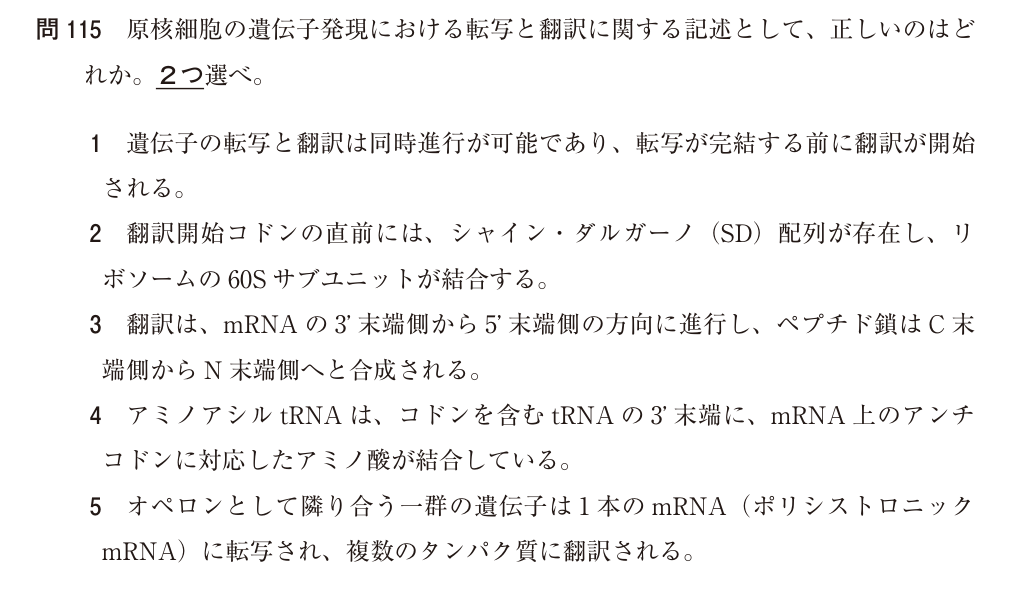 問 115 原核細胞の遺伝子発現における転写と翻訳に関する記述として、正しいのはど
れか。2つ選べ。
1 遺伝子の転写と翻訳は同時進行が可能であり、転写が完結する前に翻訳が開始
される。
2 翻訳開始コドンの直前には、シャイン・ダルガーノ（SD）配列が存在し、リ
ボソームの 60S サブユニットが結合する。
3 翻訳は、mRNA の 3’ 末端側から 5’ 末端側の方向に進行し、ペプチド鎖は C 末
端側から N 末端側へと合成される。
4 アミノアシル tRNA は、コドンを含む tRNA の 3’ 末端に、mRNA 上のアンチ
コドンに対応したアミノ酸が結合している。
5 オペロンとして隣り合う一群の遺伝子は 1 本の mRNA（ポリシストロニック
mRNA）に転写され、複数のタンパク質に翻訳される。